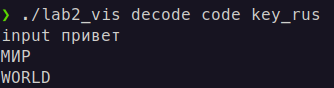 ❯ ./lab2_vis decode code key_rus
input привет
МИР
WORLD